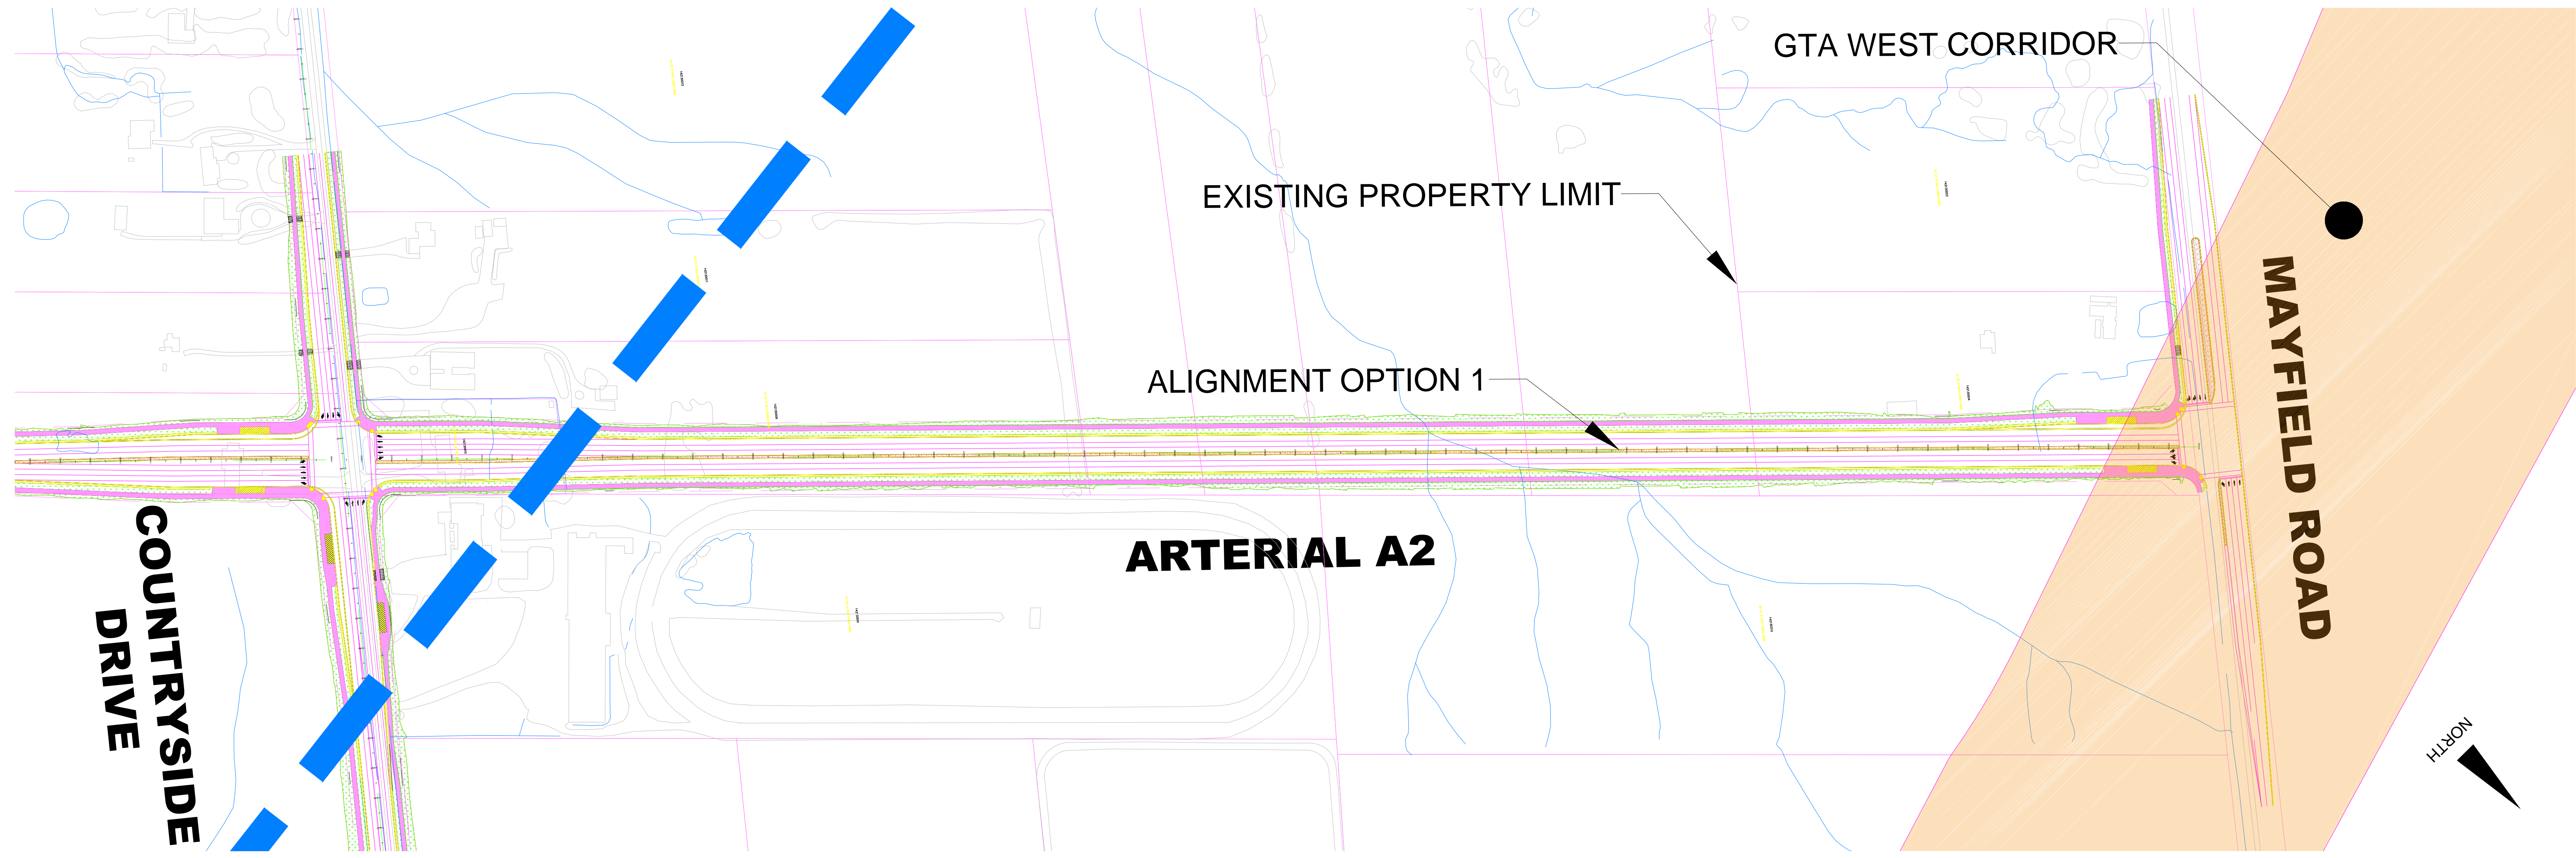 GTA WEST CORRIDOR
EXISTING PROPERTY LIMIT
ALIGNMENT OPTION 1
ARTERIAL A2
COUNTRYSIDE
DRIVE
MAYFIELD ROAD
NORTH